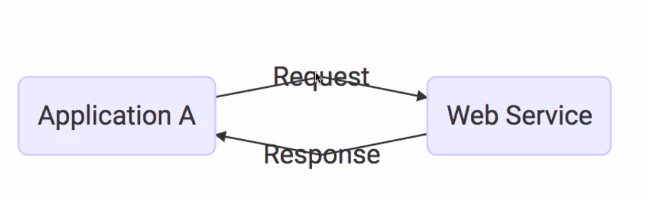 Request
Application A
Web Service
Response